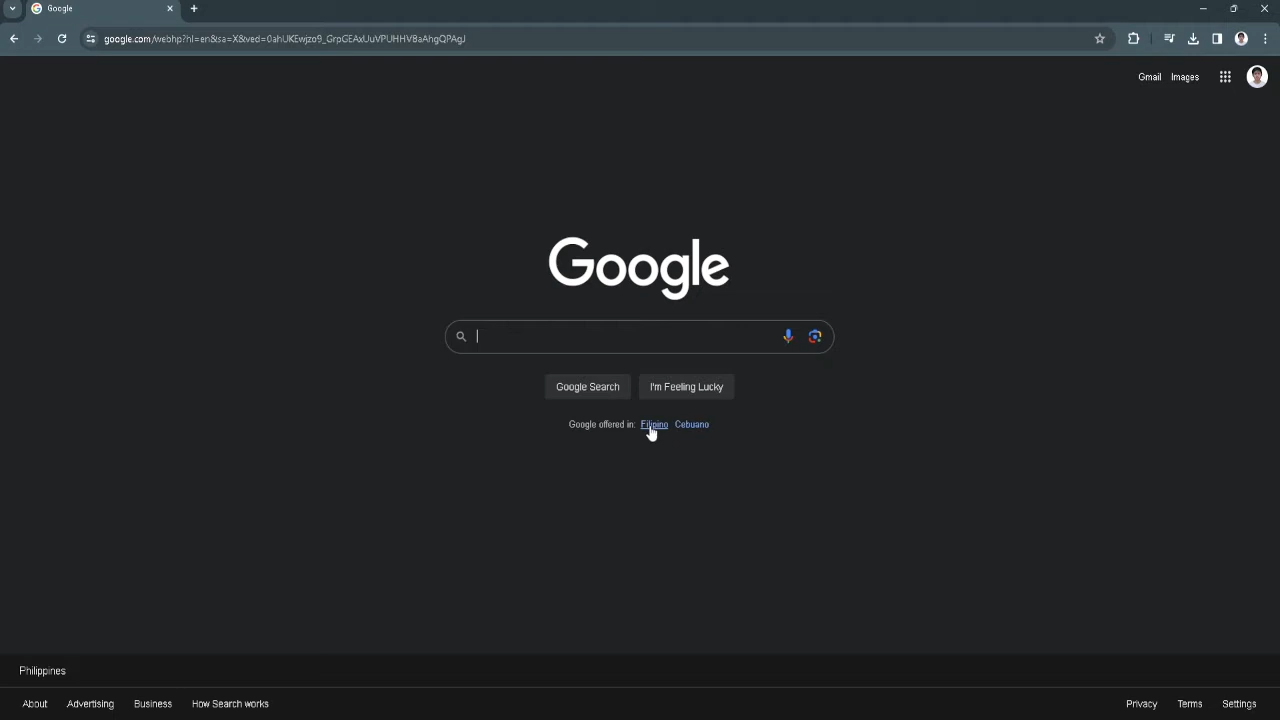 Google
google.com/webhp?hl=en&sa=X&ved=0ahUKEwjzo9_GrpGEAxUuVPUHHVBaAhgQPAgJ
Gmail Images
Google
Google Search I'm Feeling Lucky
Google offered in: Filipino Cebuano
Philippines
About Advertising Business How Search works
Privacy Terms Settings